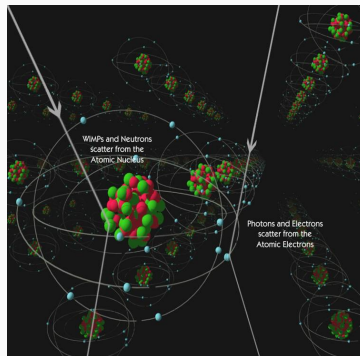 WIMPs and Neutrons
scatter from the
Atomic Nucleus
Photons and Electrons
scatter from the
Atomic Electrons